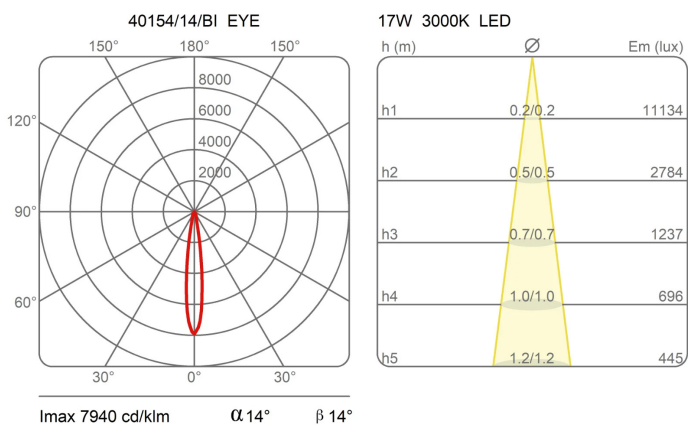 40154/14/BI EYE
150° 180° 150°
8000
6000
120°
4000
2000
90°
60°
30° 0° 30°
Imax 7940 cd/klm α 14° β 14°
17W 3000K LED
h (m) Ø Em (lux)
h1 0.2/0.2 11134
h2 0.5/0.5 2784
h3 0.7/0.7 1237
h4 1.0/1.0 696
h5 1.2/1.2 445